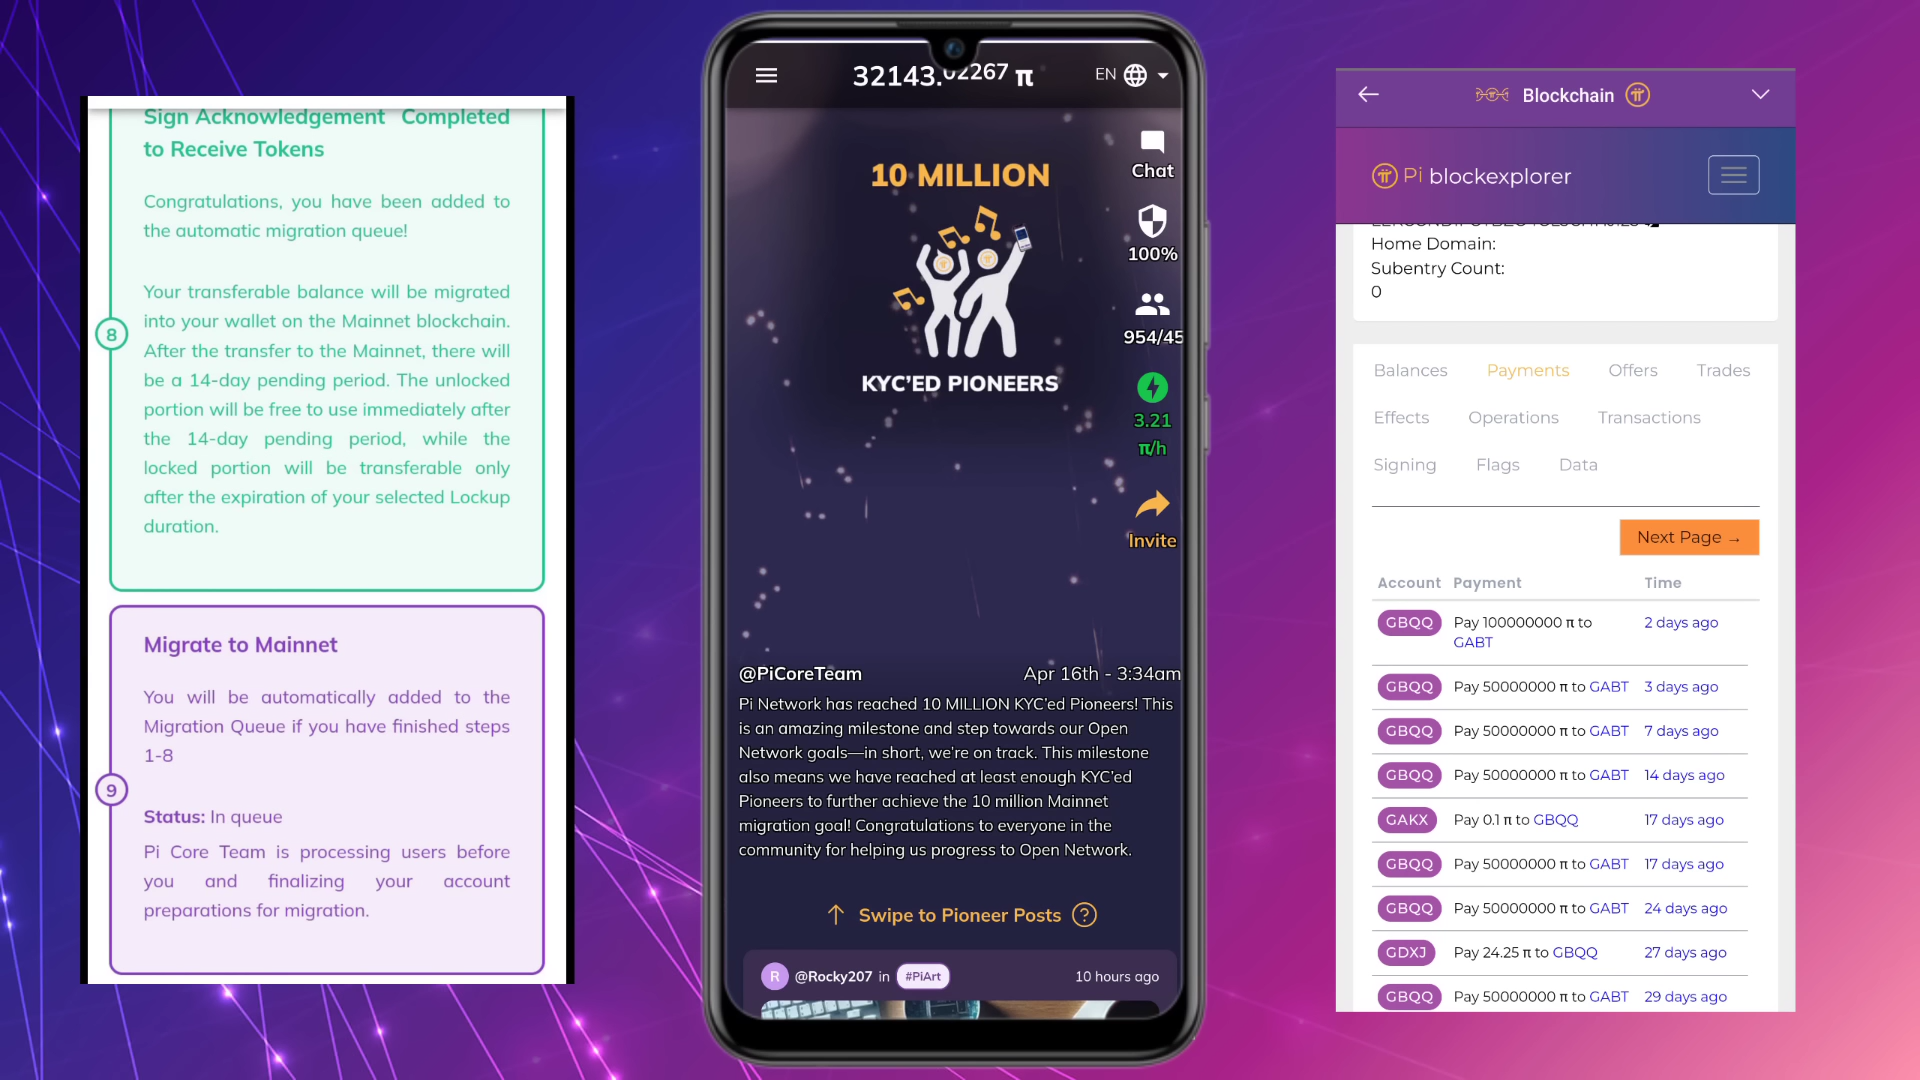 Sign Acknowledgement Completed
to Receive Tokens
Congratulations, you have been added to
the automatic migration queue!
Your transferable balance will be migrated
into your wallet on the Mainnet blockchain.
After the transfer to the Mainnet, there will
be a 14-day pending period. The unlocked
portion will be free to use immediately after
the 14-day pending period, while the
locked portion will be transferable only
after the expiration of your selected Lockup
duration.
8
Migrate to Mainnet
You will be automatically added to the
Migration Queue if you have finished steps
1-8
9
Status: In queue
Pi Core Team is processing users before
you and finalizing your account
preparations for migration.
32143.02267 π
EN
10 MILLION
KYC'ED PIONEERS
Chat
100%
954/45
3.21
π/h
Invite
@PiCoreTeam
Apr 16th - 3:34am
Pi Network has reached 10 MILLION KYC'ed Pioneers! This
is an amazing milestone and step towards our Open
Network goals—in short, we're on track. This milestone
also means we have reached at least enough KYC'ed
Pioneers to further achieve the 10 million Mainnet
migration goal! Congratulations to everyone in the
community for helping us progress to Open Network.
↑ Swipe to Pioneer Posts ?
R @Rocky207 in #PiArt 10 hours ago
Blockchain
Pi blockexplorer
Home Domain:
Subentry Count:
0
Balances Payments Offers Trades
Effects Operations Transactions
Signing Flags Data
Next Page →
Account Payment Time
GBQQ Pay 100000000 π to GABT 2 days ago
GBQQ Pay 50000000 π to GABT 3 days ago
GBQQ Pay 50000000 π to GABT 7 days ago
GBQQ Pay 50000000 π to GABT 14 days ago
GAKX Pay 0.1 π to GBQQ 17 days ago
GBQQ Pay 50000000 π to GABT 17 days ago
GBQQ Pay 50000000 π to GABT 24 days ago
GDXJ Pay 24.25 π to GBQQ 27 days ago
GBQQ Pay 50000000 π to GABT 29 days ago